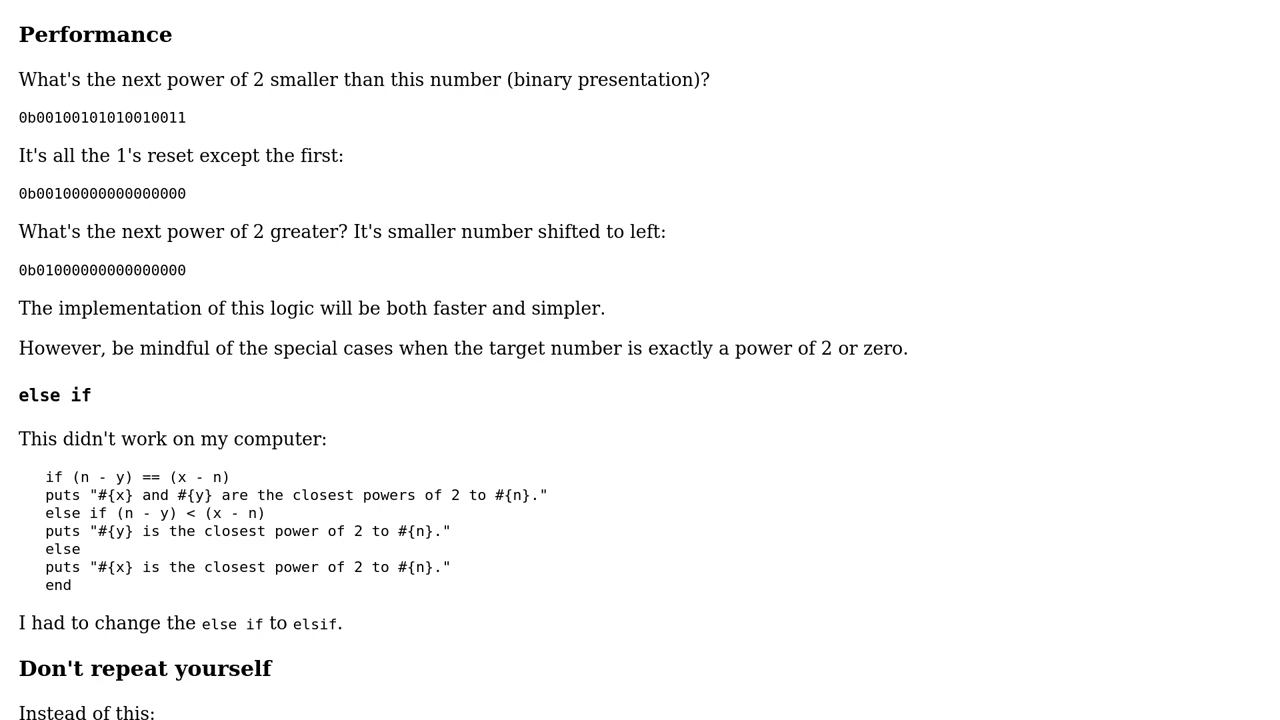 Performance
What's the next power of 2 smaller than this number (binary presentation)?
0b00100101010010011
It's all the 1's reset except the first:
0b00100000000000000
What's the next power of 2 greater? It's smaller number shifted to left:
0b01000000000000000
The implementation of this logic will be both faster and simpler.
However, be mindful of the special cases when the target number is exactly a power of 2 or zero.
else if
This didn't work on my computer:
if (n - y) == (x - n)
puts "#{x} and #{y} are the closest powers of 2 to #{n}."
else if (n - y) < (x - n)
puts "#{y} is the closest power of 2 to #{n}."
else
puts "#{x} is the closest power of 2 to #{n}."
end
I had to change the else if to elsif.
Don't repeat yourself
Instead of this: